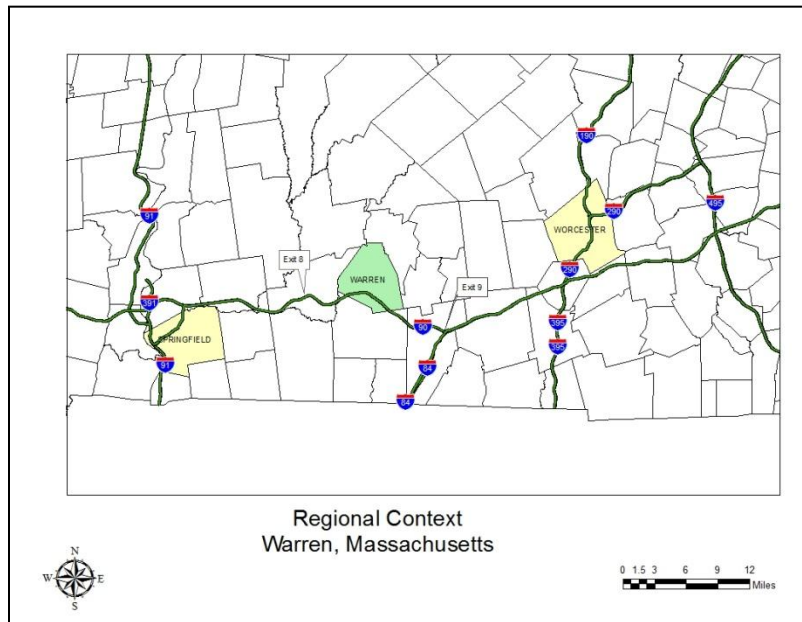 190
91
290
495
WORCESTER
Exit 8
290
WARREN
Exit 9
391
90
395
SPRINGFIELD
395
91
84
84
Regional Context
Warren, Massachusetts
N
W E
S
0 1.5 3 6 9 12
Miles